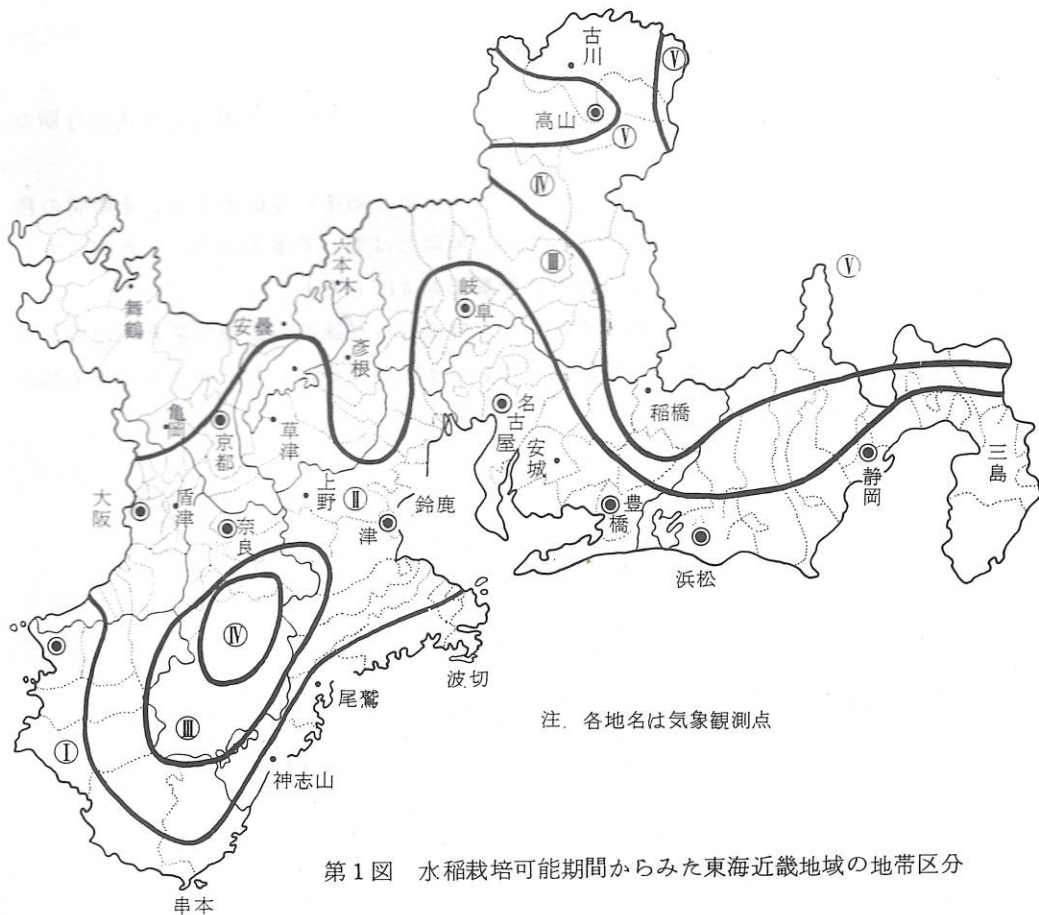 古川
Ⅴ
高山
Ⅴ
Ⅳ
六本木
Ⅲ
Ⅴ
舞鶴
安曇
岐阜
彦根
名古屋
稲橋
亀岡
京都
草津
安城
三島
静岡
大阪
盾津
上野
Ⅱ
鈴鹿
豊橋
奈良
津
浜松
Ⅳ
波切
尾鷲
注. 各地名は気象観測点
Ⅲ
Ⅰ
神志山
第1図 水稲栽培可能期間からみた東海近畿地域の地帯区分
串本